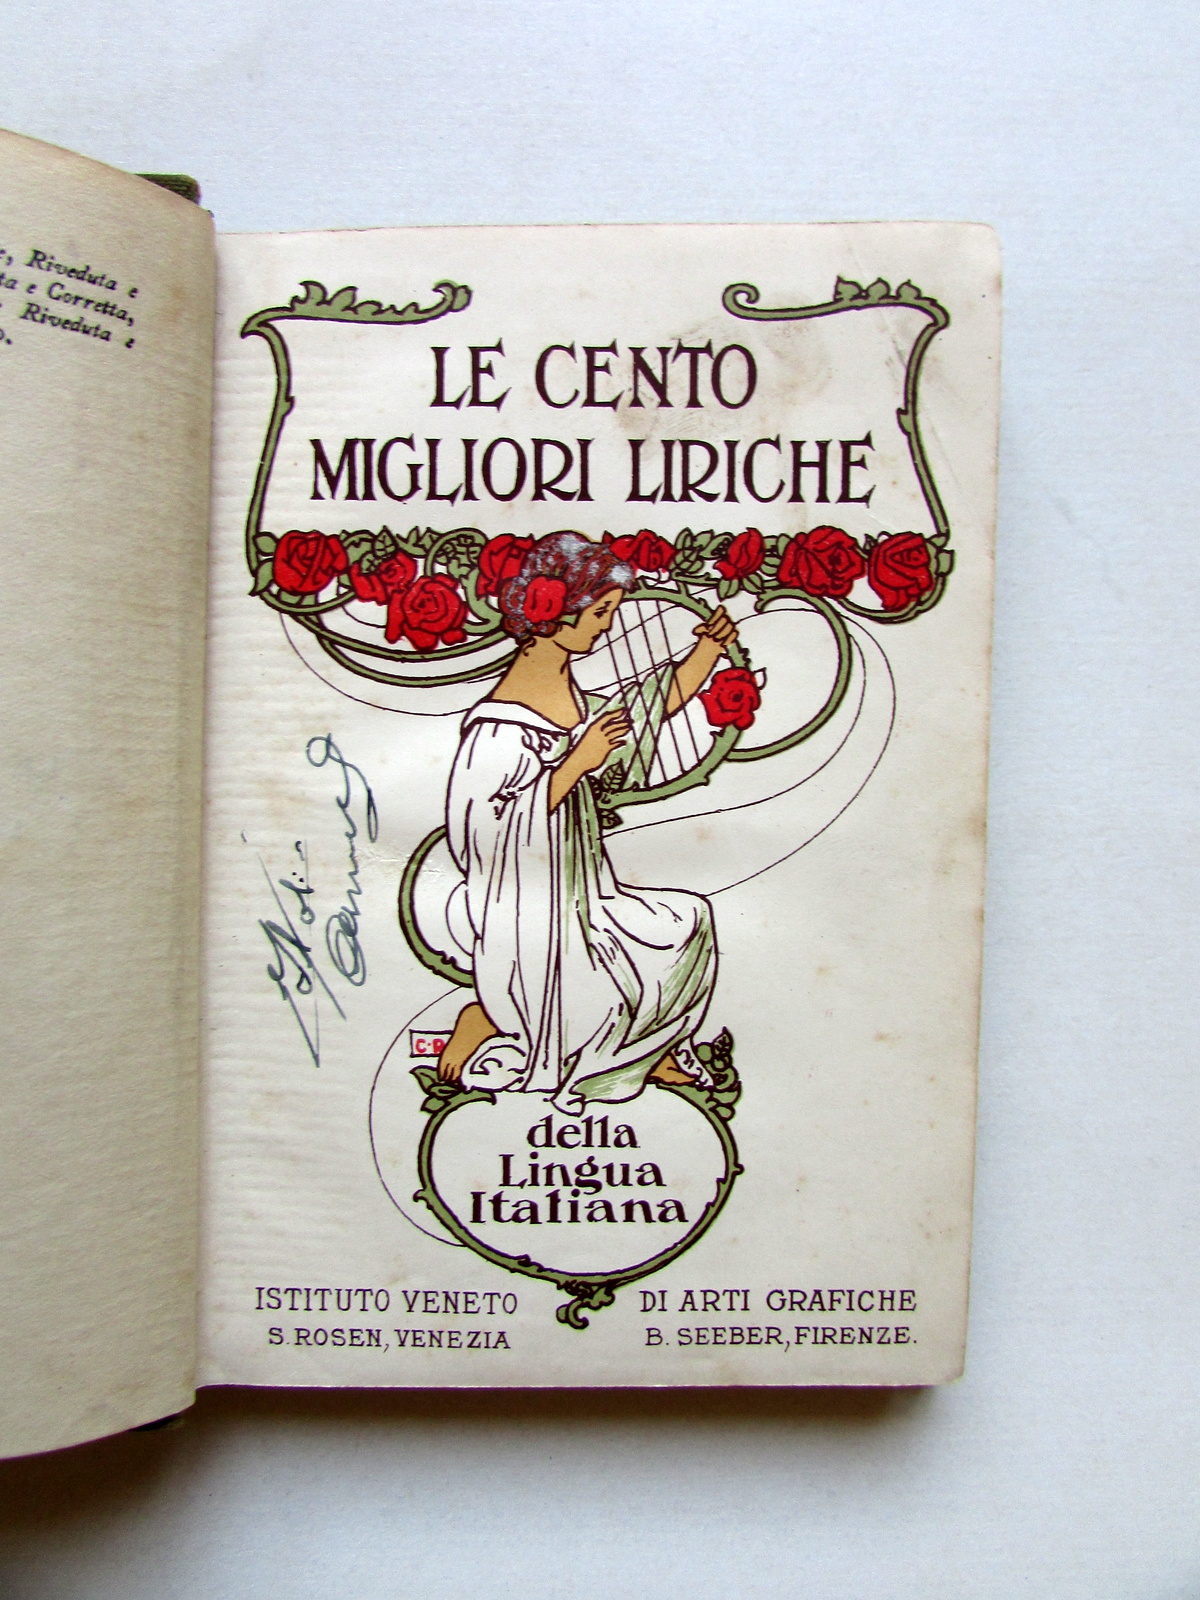 e, Riveduta e
ta e Corretta,
Riveduta e
o.
LE CENTO
MIGLIORI LIRICHE
C·D
della
Lingua
Italiana
ISTITUTO VENETO DI ARTI GRAFICHE
S. ROSEN, VENEZIA B. SEEBER, FIRENZE.